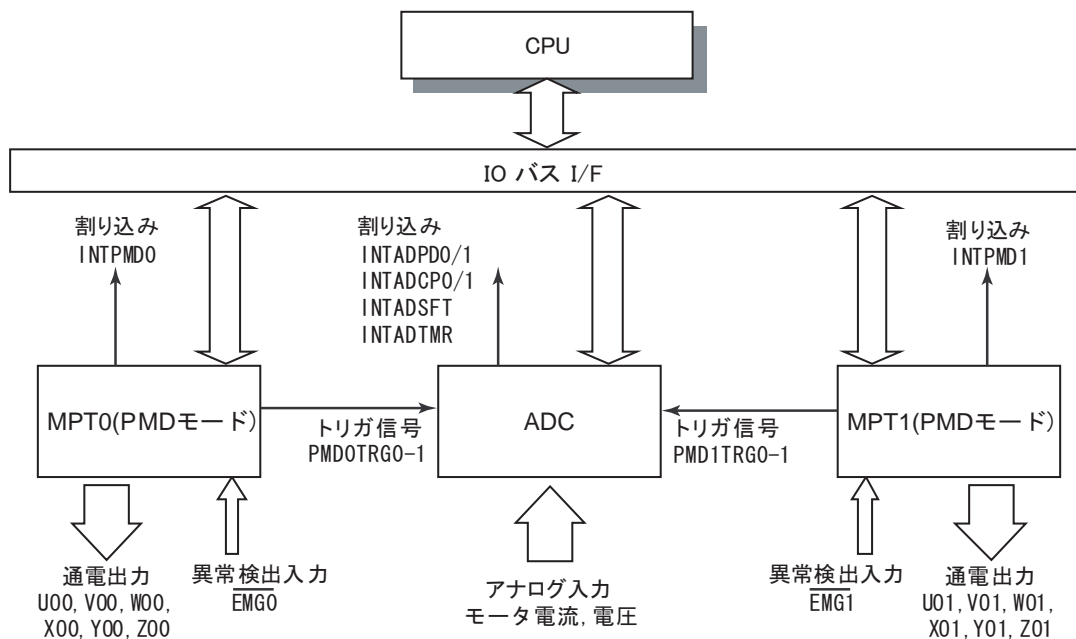 CPU
IO バス I/F
割り込み
INTPMD0
割り込み
INTADPD0/1
INTADCP0/1
INTADSFT
INTADTMR
割り込み
INTPMD1
MPT0(PMDモード)
トリガ信号
PMD0TRG0-1
ADC
トリガ信号
PMD1TRG0-1
MPT1(PMDモード)
通電出力
U00, V00, W00,
X00, Y00, Z00
異常検出入力
EMG0
アナログ入力
モータ電流, 電圧
異常検出入力
EMG1
通電出力
U01, V01, W01,
X01, Y01, Z01